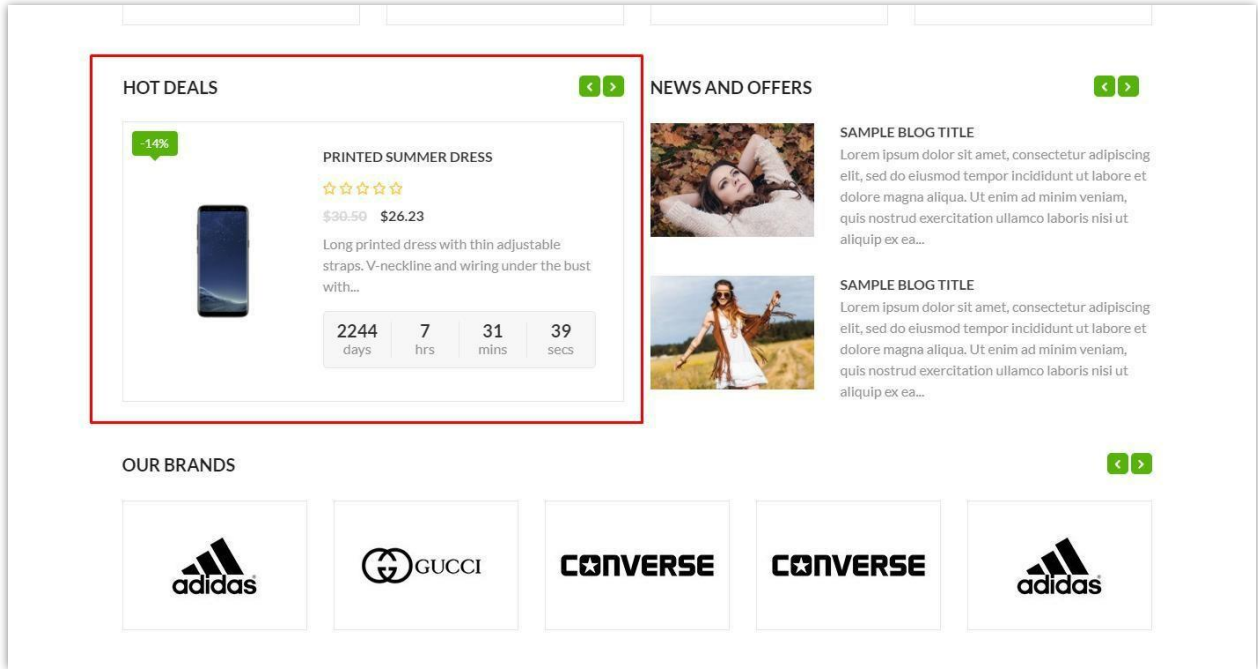 HOT DEALS
-14%
PRINTED SUMMER DRESS
$30.50 $26.23
Long printed dress with thin adjustable
straps. V-neckline and wiring under the bust
with...
2244 7 31 39
days hrs mins secs
NEWS AND OFFERS
SAMPLE BLOG TITLE
Lorem ipsum dolor sit amet, consectetur adipiscing
elit, sed do eiusmod tempor incididunt ut labore et
dolore magna aliqua. Ut enim ad minim veniam,
quis nostrud exercitation ullamco laboris nisi ut
aliquip ex ea...
SAMPLE BLOG TITLE
Lorem ipsum dolor sit amet, consectetur adipiscing
elit, sed do eiusmod tempor incididunt ut labore et
dolore magna aliqua. Ut enim ad minim veniam,
quis nostrud exercitation ullamco laboris nisi ut
aliquip ex ea...
OUR BRANDS
adidas GUCCI CONVERSE CONVERSE adidas